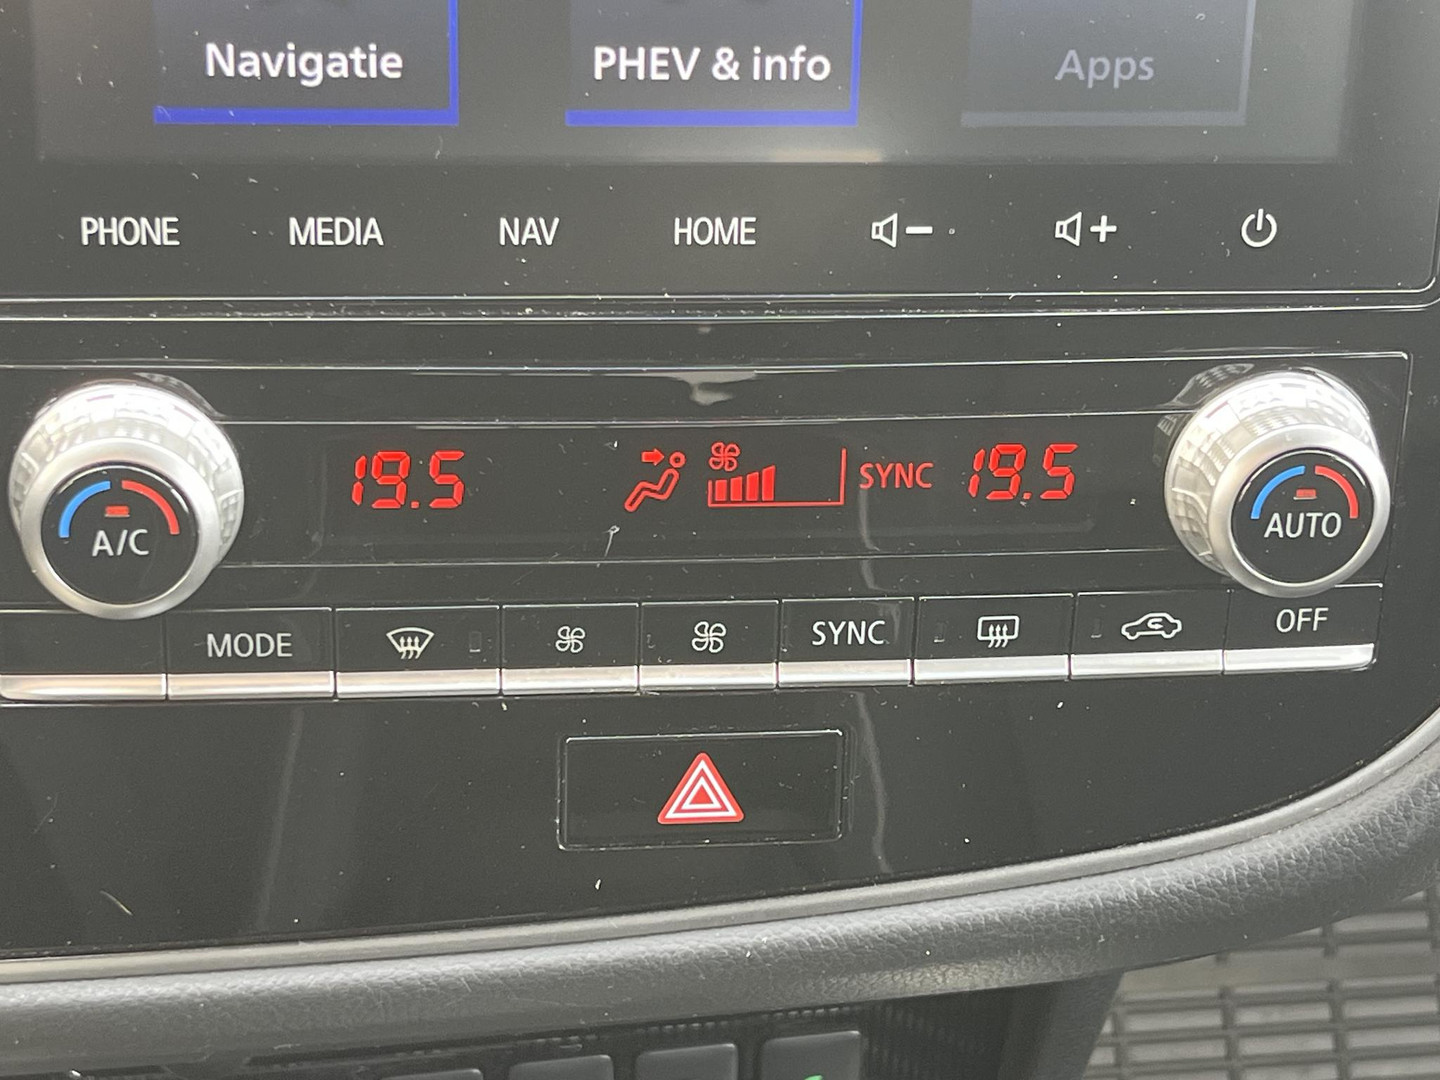 Navigatie PHEV & info Apps
PHONE MEDIA NAV HOME
19.5 SYNC 19.5
A/C AUTO
MODE SYNC OFF